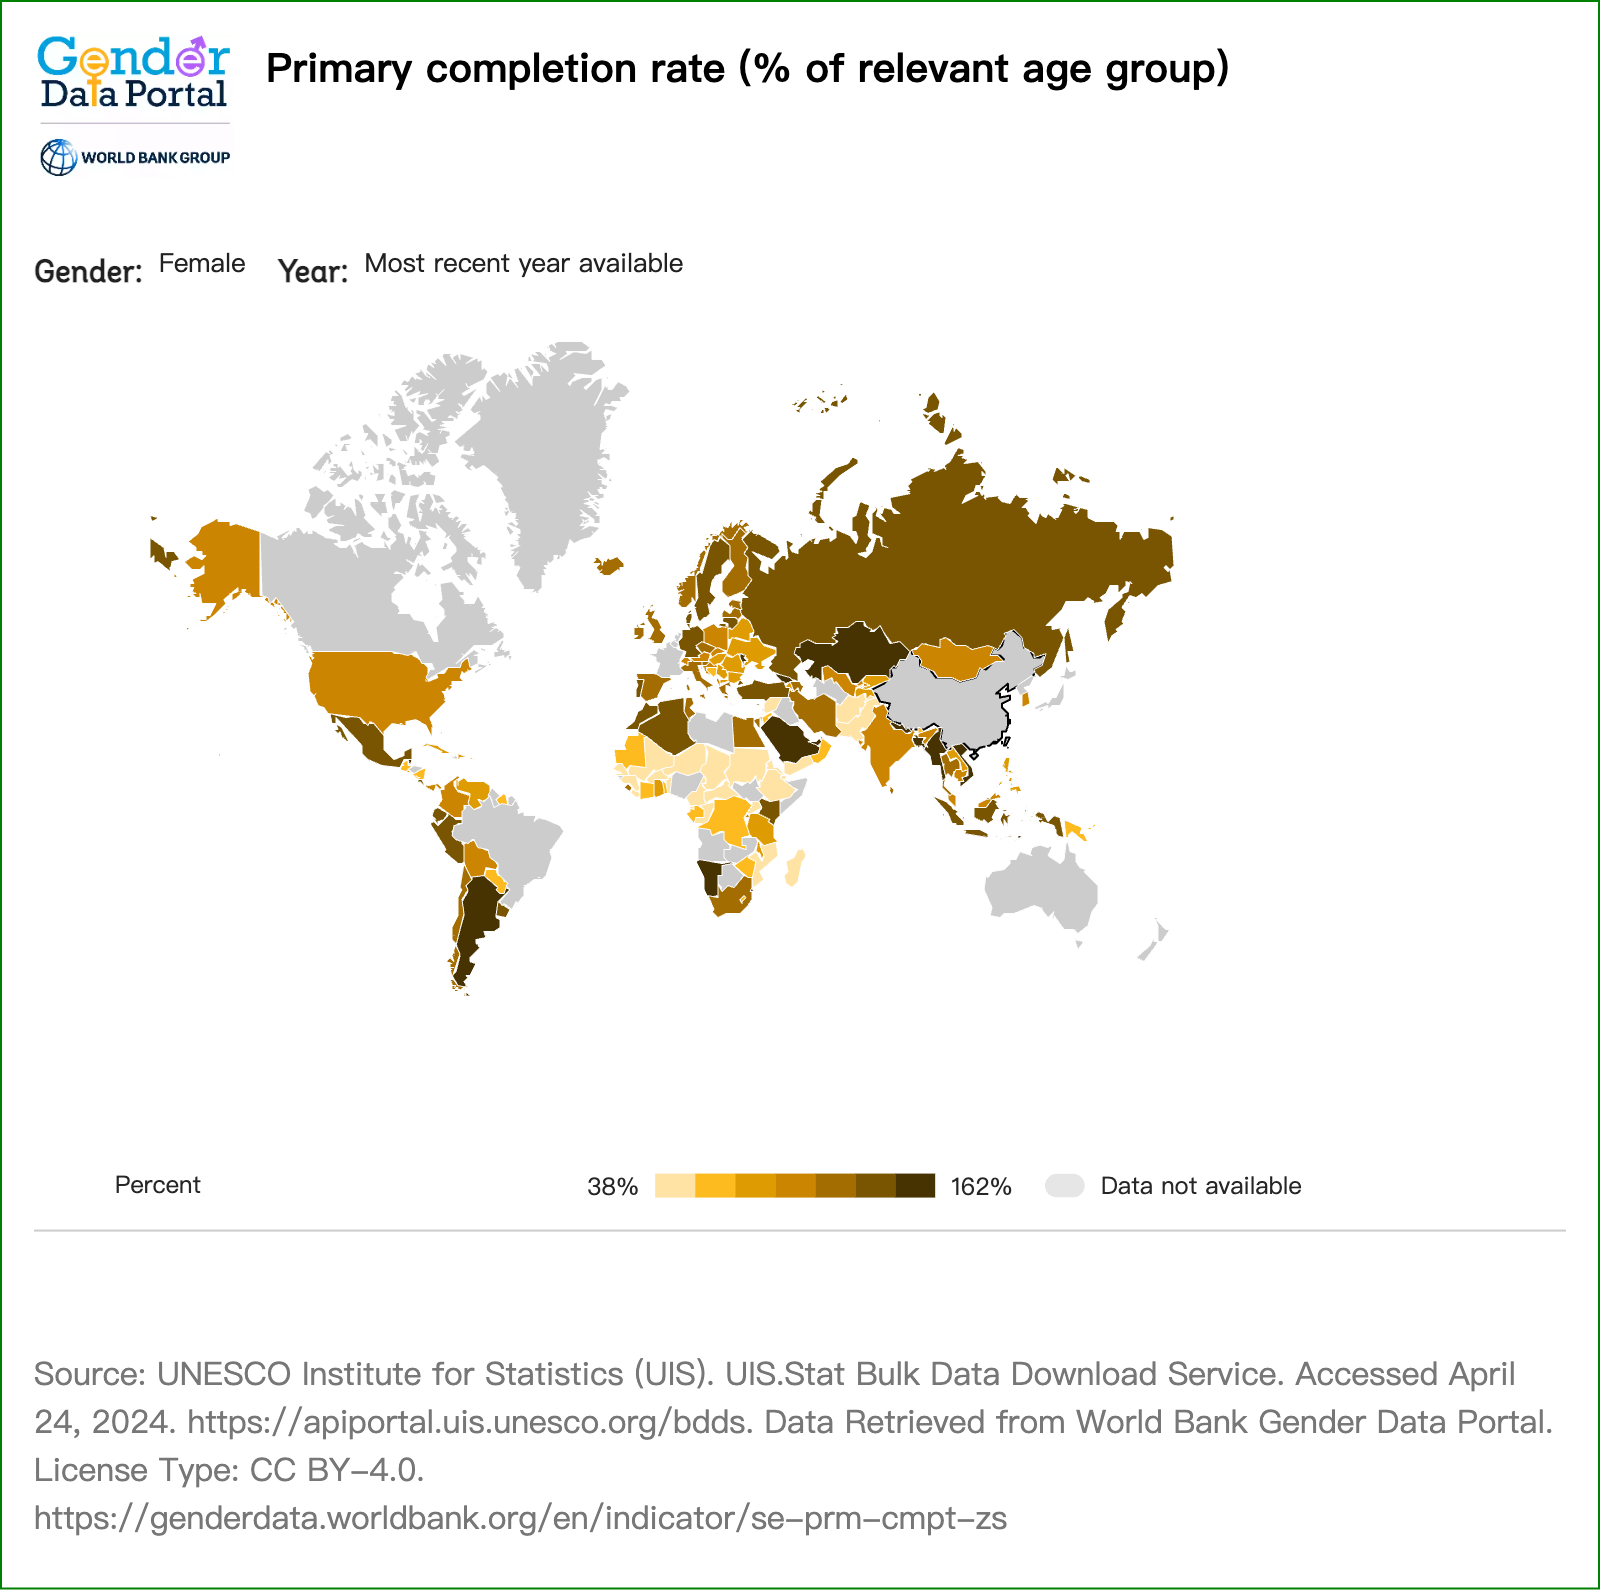 Gender
Data Portal
WORLD BANK GROUP
Primary completion rate (% of relevant age group)
Gender: Female Year: Most recent year available
Percent 38% 162% Data not available
Source: UNESCO Institute for Statistics (UIS). UIS.Stat Bulk Data Download Service. Accessed April
24, 2024. https://apiportal.uis.unesco.org/bdds. Data Retrieved from World Bank Gender Data Portal.
License Type: CC BY-4.0.
https://genderdata.worldbank.org/en/indicator/se-prm-cmpt-zs